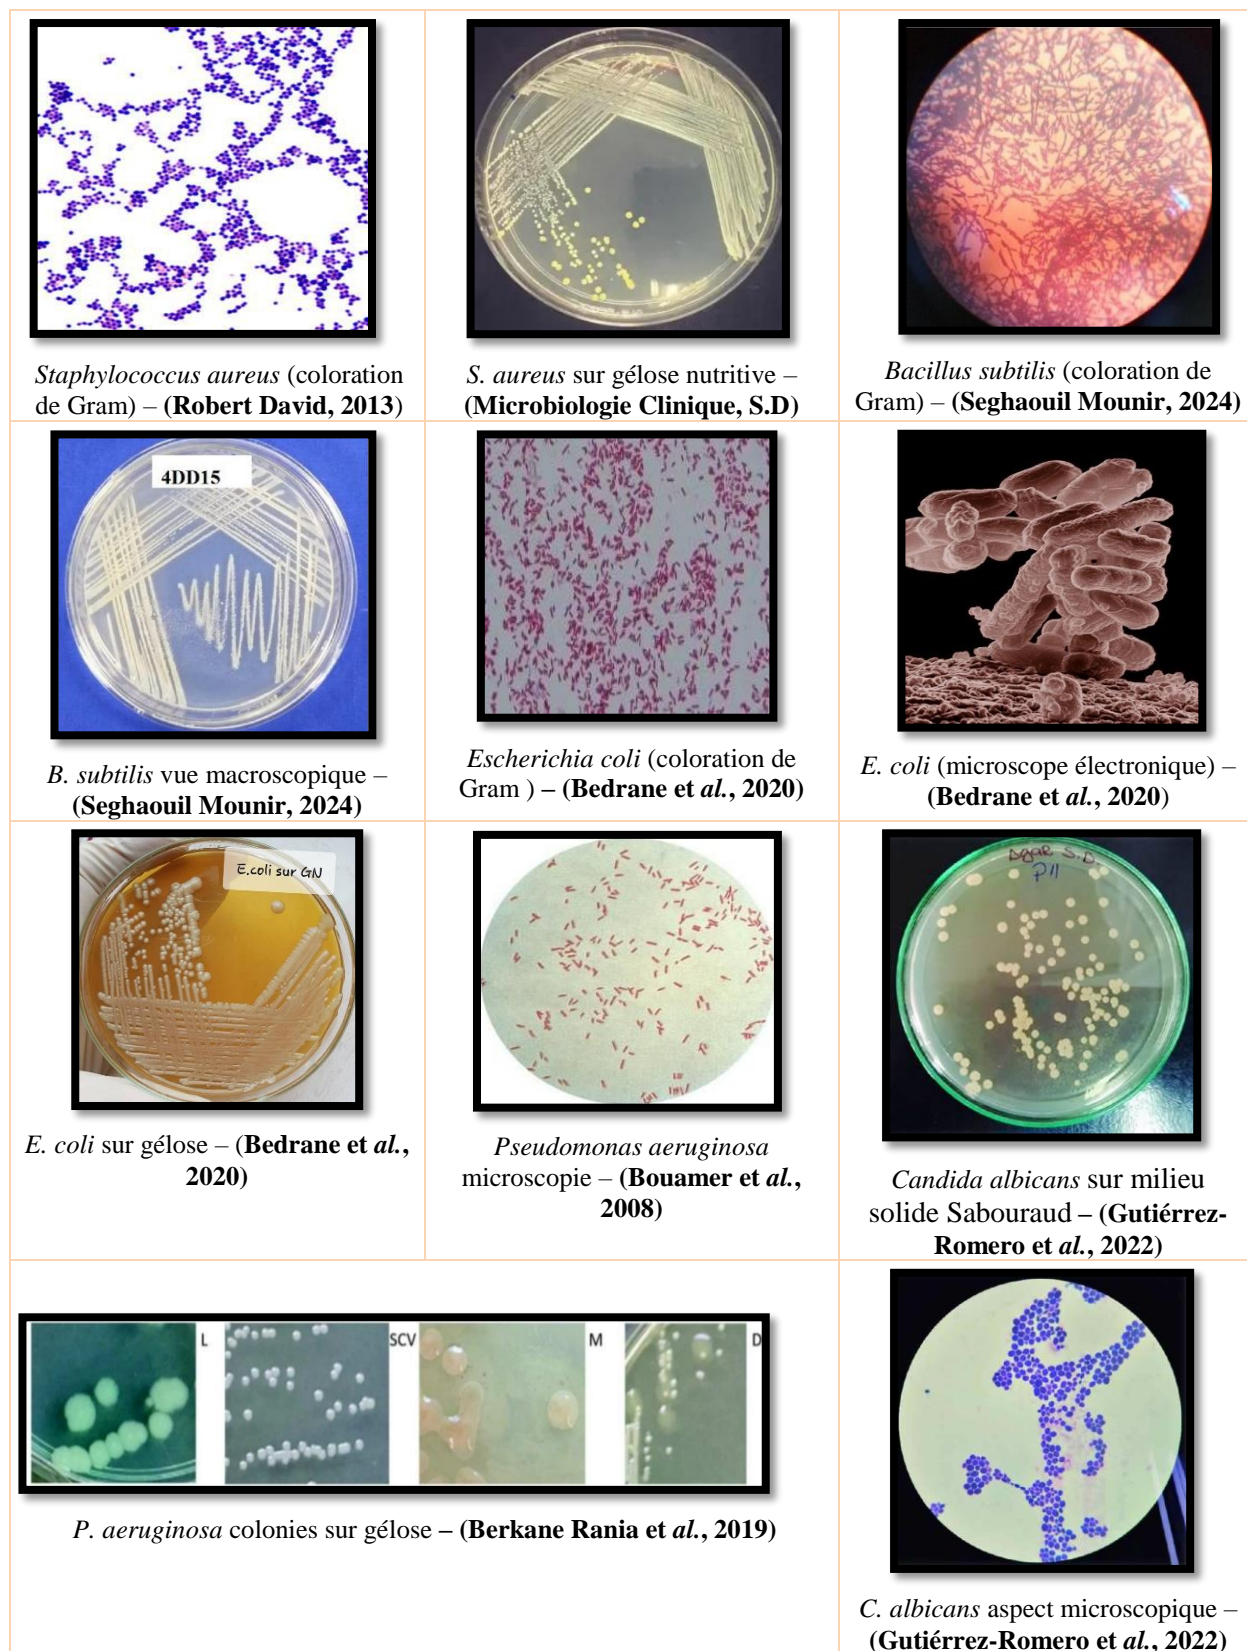 Staphylococcus aureus (coloration
de Gram) – (Robert David, 2013)
S. aureus sur gélose nutritive –
(Microbiologie Clinique, S.D)
Bacillus subtilis (coloration de
Gram) – (Seghaouil Mounir, 2024)
4DD15
B. subtilis vue macroscopique –
(Seghaouil Mounir, 2024)
Escherichia coli (coloration de
Gram ) – (Bedrane et al., 2020)
E. coli (microscope électronique) –
(Bedrane et al., 2020)
E.coli sur GN
E. coli sur gélose – (Bedrane et al.,
2020)
Pseudomonas aeruginosa
microscopie – (Bouamer et al.,
2008)
Agar S.D.
P11
Candida albicans sur milieu
solide Sabouraud – (Gutiérrez-
Romero et al., 2022)
L
SCV
M
D
P. aeruginosa colonies sur gélose – (Berkane Rania et al., 2019)
C. albicans aspect microscopique –
(Gutiérrez-Romero et al., 2022)